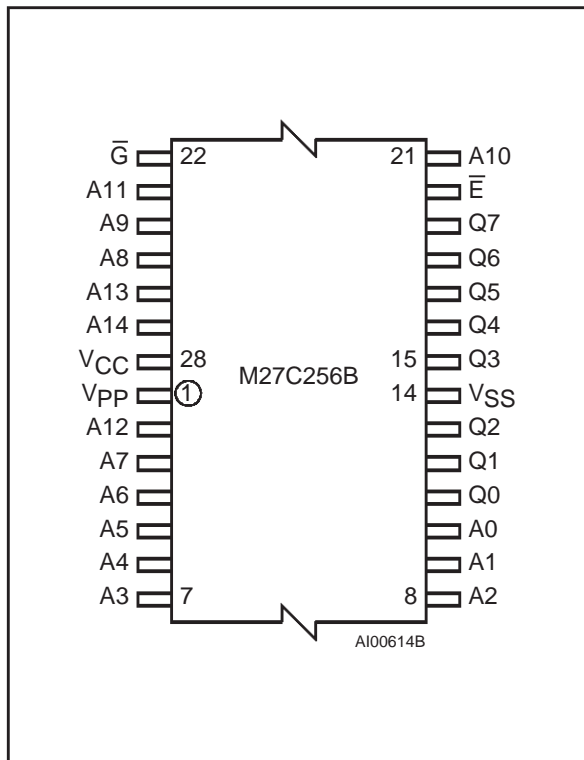 G̅ 22 21 A10
A11 E̅
A9 Q7
A8 Q6
A13 Q5
A14 Q4
VCC 28 15 Q3
M27C256B
VPP 1 14 VSS
A12 Q2
A7 Q1
A6 Q0
A5 A0
A4 A1
A3 7 8 A2
AI00614B